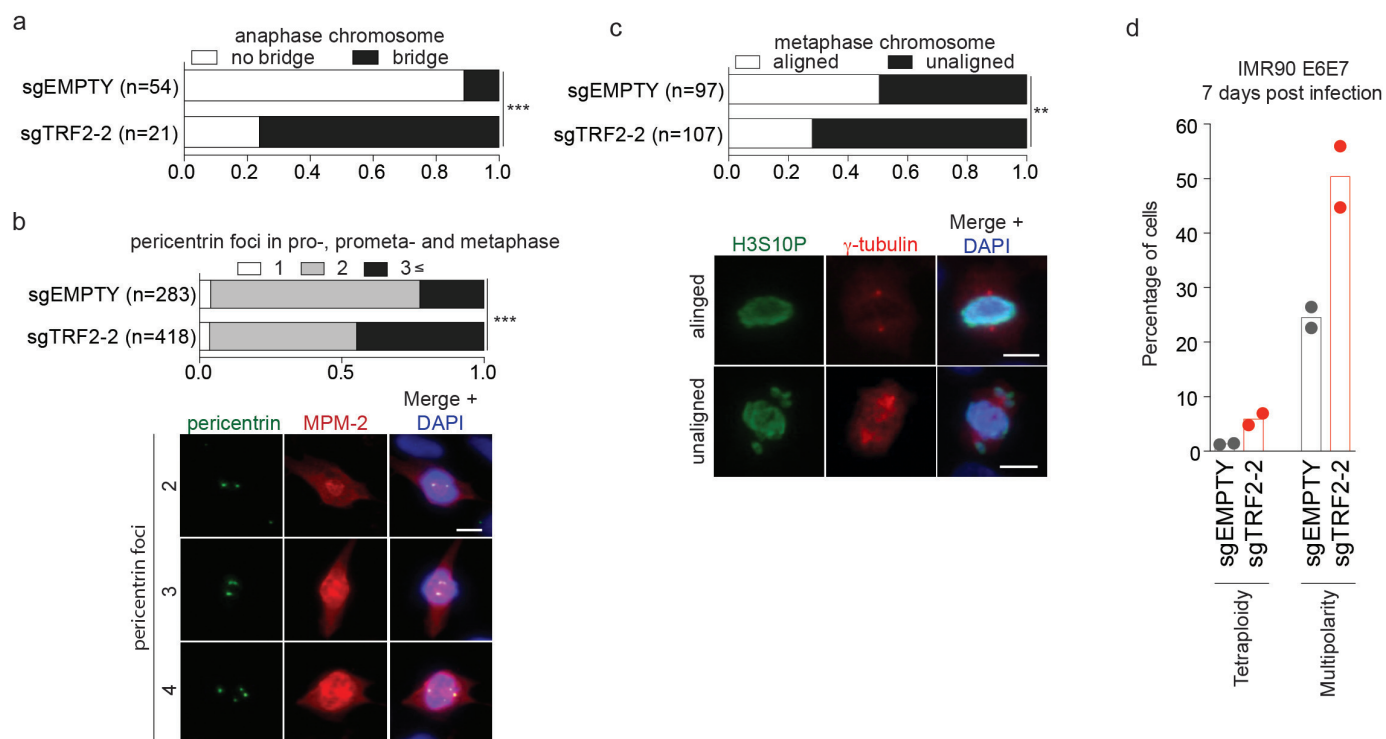 a
anaphase chromosome
no bridge bridge
sgEMPTY (n=54)
***
sgTRF2-2 (n=21)
0.0 0.2 0.4 0.6 0.8 1.0
b
pericentrin foci in pro-, prometa- and metaphase
1 2 3 ≤
sgEMPTY (n=283)
***
sgTRF2-2 (n=418)
0.0 0.5 1.0
pericentrin MPM-2 Merge +
DAPI
pericentrin foci
2
3
4
c
metaphase chromosome
aligned unaligned
sgEMPTY (n=97)
**
sgTRF2-2 (n=107)
0.0 0.2 0.4 0.6 0.8 1.0
H3S10P γ-tubulin Merge +
DAPI
alinged
unaligned
d
IMR90 E6E7
7 days post infection
Percentage of cells
60
50
40
30
20
10
0
sgEMPTY
sgTRF2-2
sgEMPTY
sgTRF2-2
Tetraploidy
Multipolarity